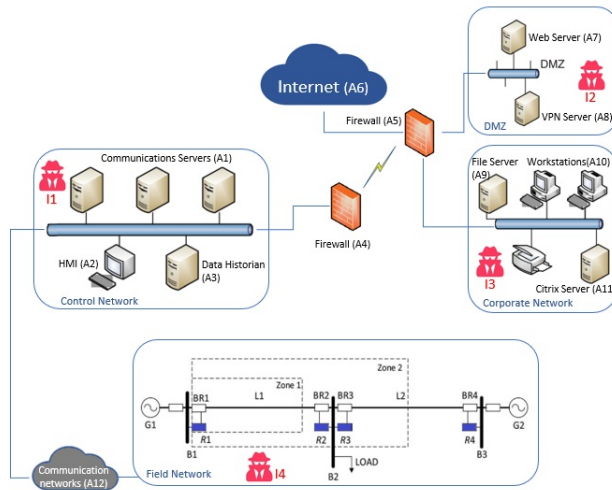 Web Server (A7)
DMZ
I2
VPN Server (A8)
DMZ
Internet (A6)
Firewall (A5)
Communications Servers (A1)
I1
HMI (A2)
Data Historian
(A3)
Control Network
Firewall (A4)
File Server
(A9)
Workstations(A10)
I3
Citrix Server (A11
Corporate Network
Zone 2
Zone 1
BR1
L1
BR2
BR3
L2
BR4
G1
G2
R1
R2
R3
R4
B1
LOAD
B3
B2
I4
Field Network
Communication
networks (A12)